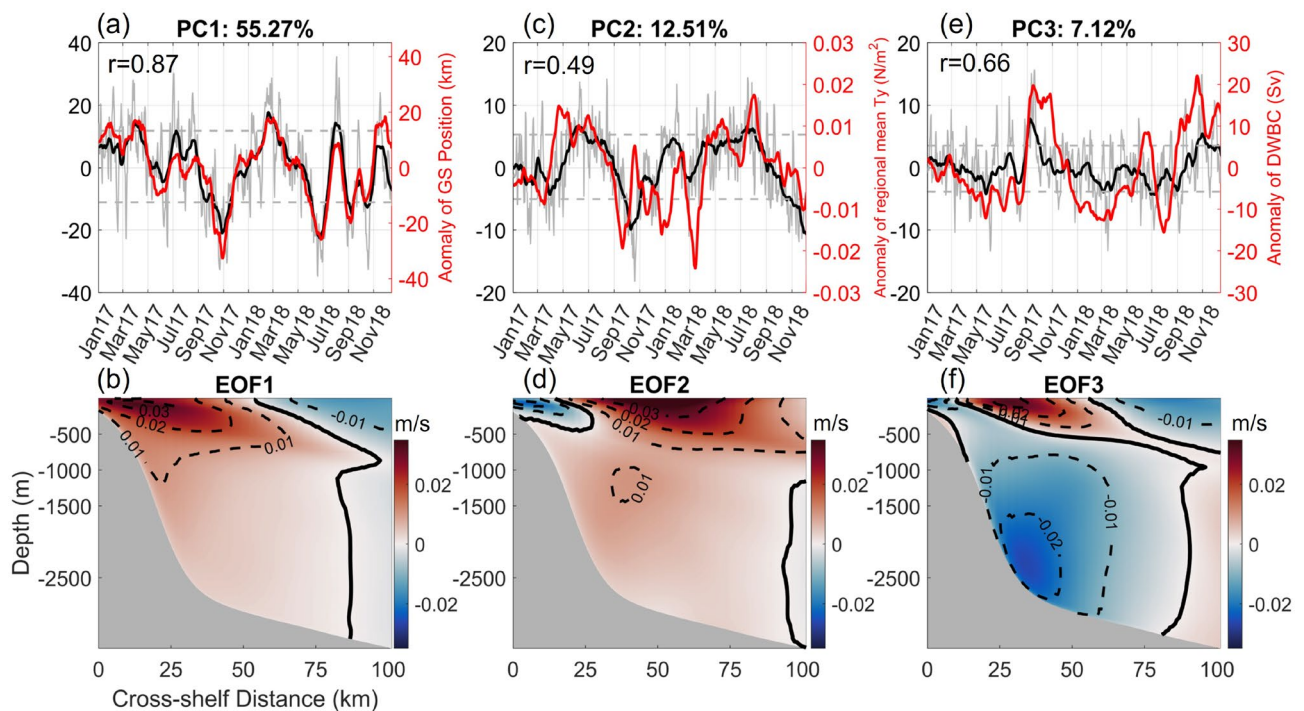 (a) PC1: 55.27%
r=0.87
40
20
0
-20
-40
40
20
0
-20
-40
Aomaly of GS Position (km)
Jan17
Mar17
May17
Jul17
Sep17
Nov17
Jan18
Mar18
May18
Jul18
Sep18
Nov18
(c) PC2: 12.51%
r=0.49
20
10
0
-10
-20
0.03
0.02
0.01
0
-0.01
-0.02
-0.03
Anomaly of regional mean Ty (N/m²)
Jan17
Mar17
May17
Jul17
Sep17
Nov17
Jan18
Mar18
May18
Jul18
Sep18
Nov18
(e) PC3: 7.12%
r=0.66
20
10
0
-10
-20
30
20
10
0
-10
-20
-30
Anomaly of DWBC (Sv)
Jan17
Mar17
May17
Jul17
Sep17
Nov17
Jan18
Mar18
May18
Jul18
Sep18
Nov18
(b) EOF1
Depth (m)
-500
-1000
-1500
-2500
0.03
0.02
0.01
0.01
0.01
-0.01
0
25
50
75
100
Cross-shelf Distance (km)
m/s
0.02
0
-0.02
(d) EOF2
-500
-1000
-1500
-2500
0.03
0.02
0.01
0.01
0
25
50
75
100
m/s
0.02
0
-0.02
(f) EOF3
-500
-1000
-1500
-2500
0.02
-0.01
-0.01
-0.01
-0.02
0
25
50
75
100
m/s
0.02
0
-0.02